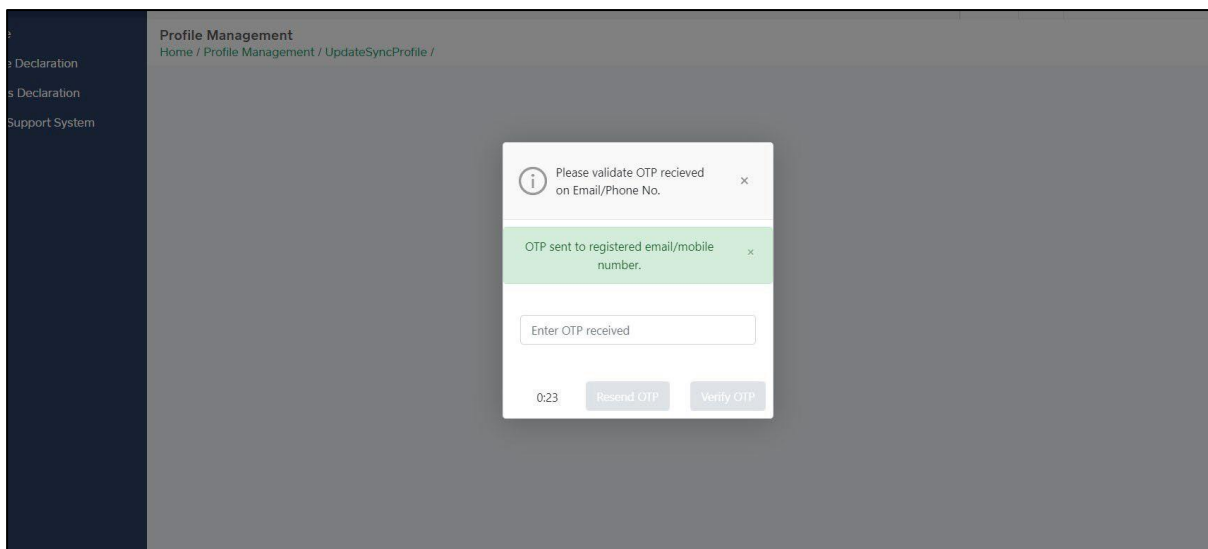 Profile Management
Home / Profile Management / UpdateSyncProfile /
Declaration
Declaration
Support System
Please validate OTP recieved
on Email/Phone No.
×
OTP sent to registered email/mobile
number.
×
Enter OTP received
0:23
Resend OTP
Verify OTP